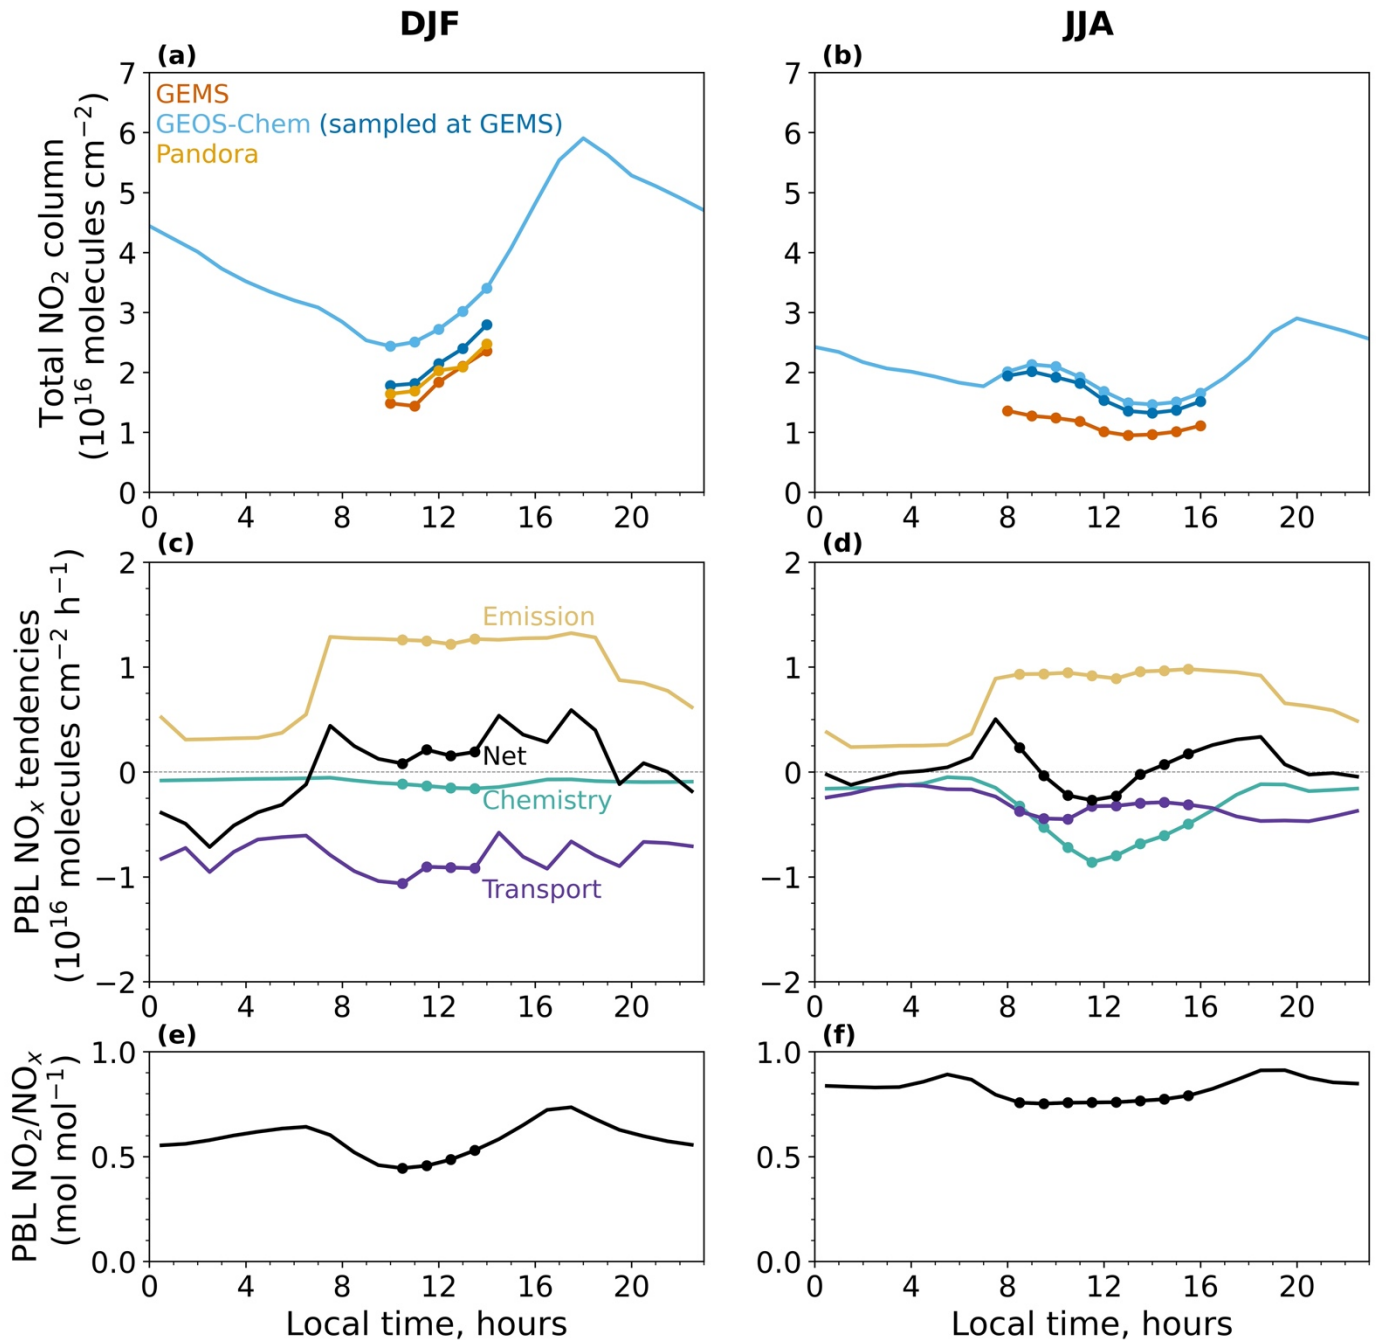 DJF
JJA
(a)
(b)
GEMS
GEOS-Chem (sampled at GEMS)
Pandora
Total NO₂ column
(10¹⁶ molecules cm⁻²)
7
6
5
4
3
2
1
0
0 4 8 12 16 20
7
6
5
4
3
2
1
0
0 4 8 12 16 20
(c)
(d)
PBL NOₓ tendencies
(10¹⁶ molecules cm⁻² h⁻¹)
2
1
0
−1
−2
Emission
Net
Chemistry
Transport
0 4 8 12 16 20
2
1
0
−1
−2
0 4 8 12 16 20
(e)
(f)
PBL NO₂/NOₓ
(mol mol⁻¹)
1.0
0.5
0.0
0 4 8 12 16 20
1.0
0.5
0.0
0 4 8 12 16 20
Local time, hours
Local time, hours